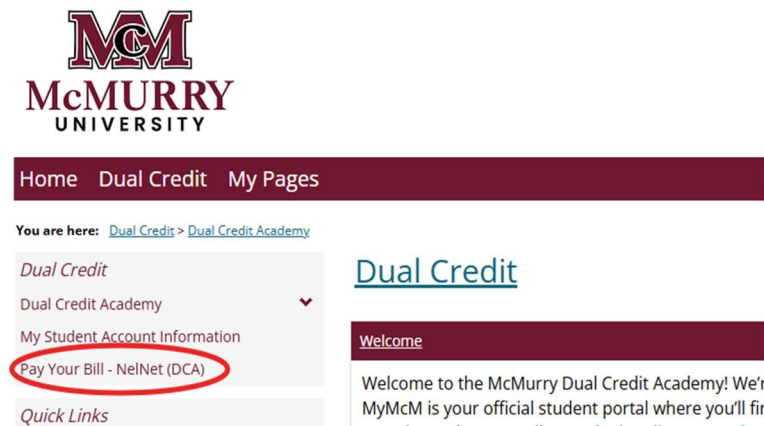 McM
McMURRY
UNIVERSITY
Home Dual Credit My Pages
You are here: Dual Credit > Dual Credit Academy
Dual Credit
Dual Credit Academy
My Student Account Information
Pay Your Bill - NelNet (DCA)
Quick Links
Dual Credit
Welcome
Welcome to the McMurry Dual Credit Academy! We'r
MyMcM is your official student portal where you'll fin